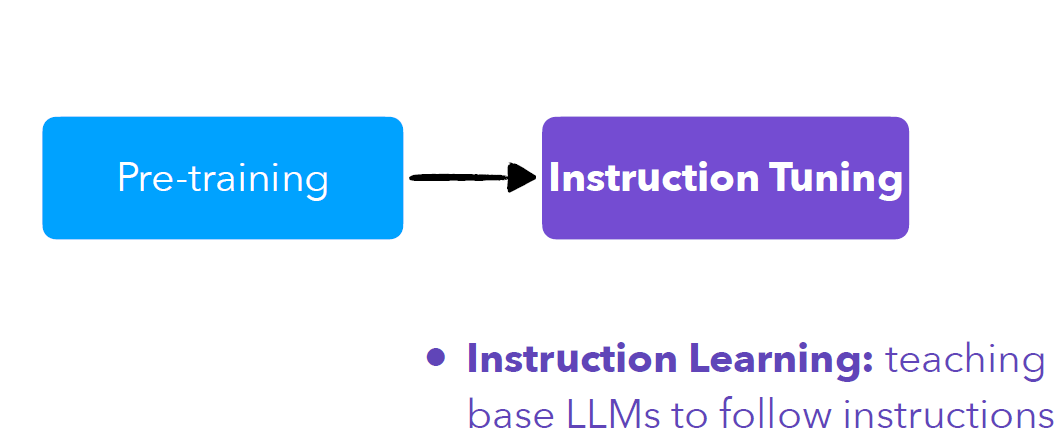 Pre-training
Instruction Tuning
• Instruction Learning: teaching
base LLMs to follow instructions